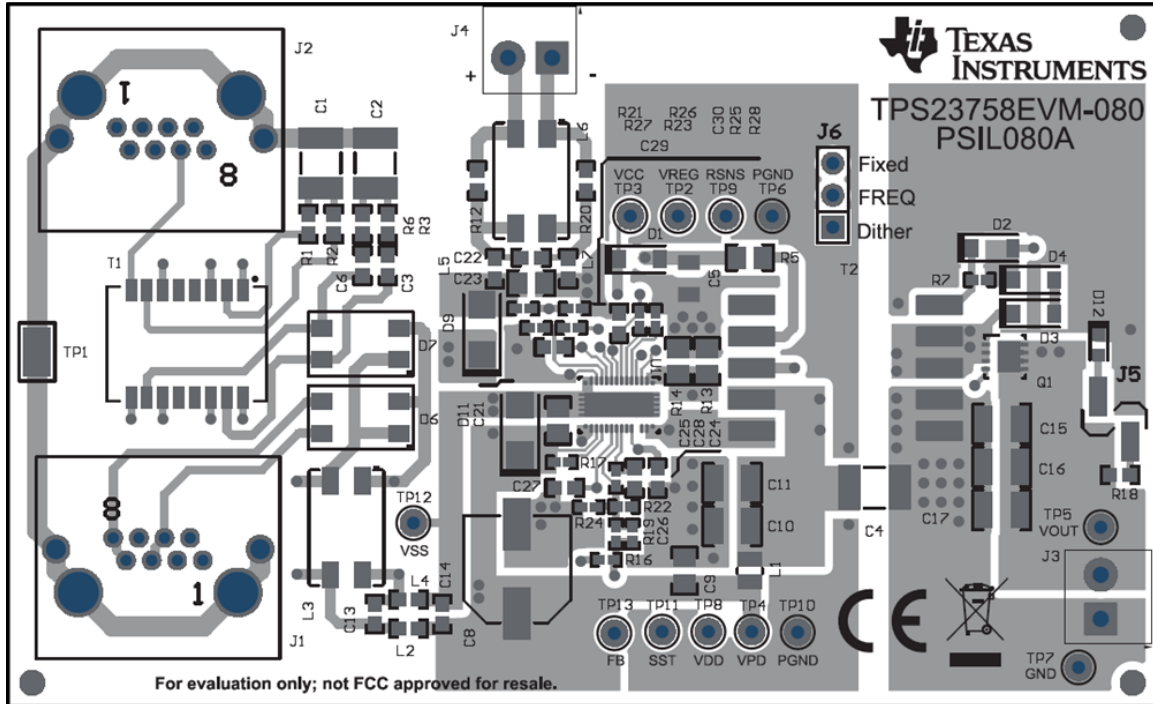 J2
1
8
C1
C2
J4
+
-
L6
R12
R20
R21
R27
R26
R23
C30
R25
R28
C29
TEXAS
INSTRUMENTS
TPS23758EVM-080
PSIL080A
J6
Fixed
FREQ
Dither
VCC
TP3
VREG
TP2
RSNS
TP9
PGND
TP6
R1
R2
R6
R3
C6
C3
T1
L5
C22
C23
L7
D1
C5
R5
T2
D2
D4
R7
D3
Q1
D12
J5
TP1
D7
D6
D9
D11
C21
U1
R14
R13
C25
C28
C24
C15
C16
C17
R18
C11
C10
C4
R17
C27
R24
R22
R19
C26
R16
C9
L1
TP12
VSS
8
1
J1
L3
C13
L4
L2
C14
C8
TP13
FB
TP11
SST
TP8
VDD
TP4
VPD
TP10
PGND
CE
TP5
VOUT
J3
TP7
GND
For evaluation only; not FCC approved for resale.